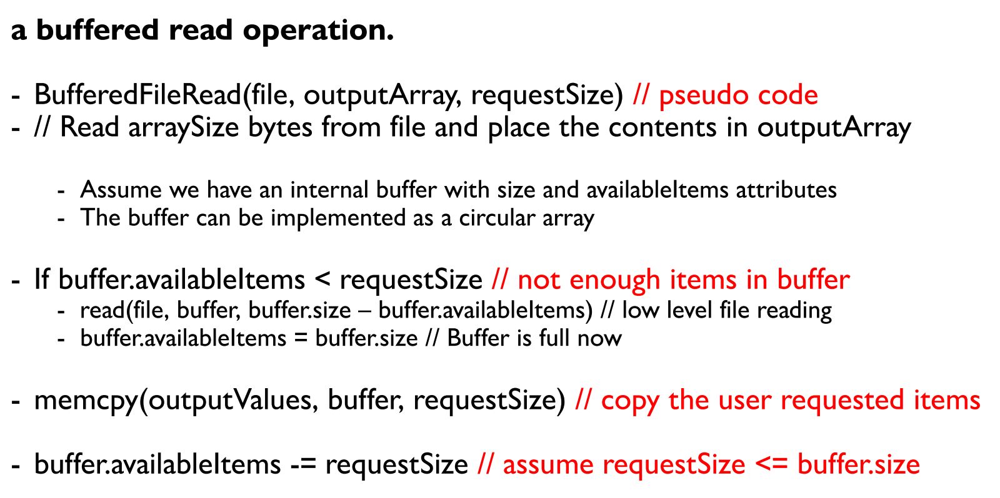 a buffered read operation.
- BufferedFileRead(file, outputArray, requestSize) // pseudo code
- // Read arraySize bytes from file and place the contents in outputArray
- Assume we have an internal buffer with size and availableItems attributes
- The buffer can be implemented as a circular array
- If buffer.availableItems < requestSize // not enough items in buffer
- read(file, buffer, buffer.size – buffer.availableItems) // low level file reading
- buffer.availableItems = buffer.size // Buffer is full now
- memcpy(outputValues, buffer, requestSize) // copy the user requested items
- buffer.availableItems -= requestSize // assume requestSize <= buffer.size